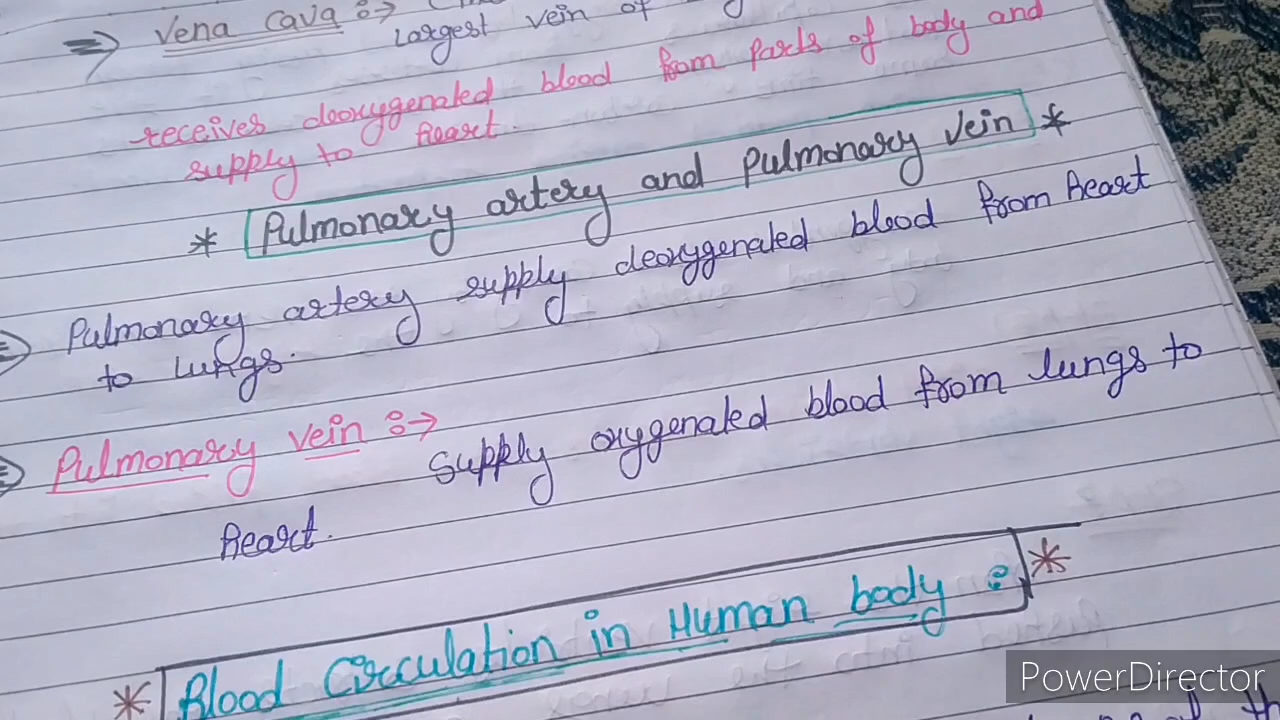 ⇒ Vena Cava :→
Largest vein of
receives deoxygenated blood from parts of body and
supply to heart.
* Pulmonary artery and Pulmonary vein *
Pulmonary artery supply deoxygenated blood from heart
to lungs.
Pulmonary vein :→
supply oxygenated blood from lungs to
heart.
* Blood Circulation in Human body : *
PowerDirector